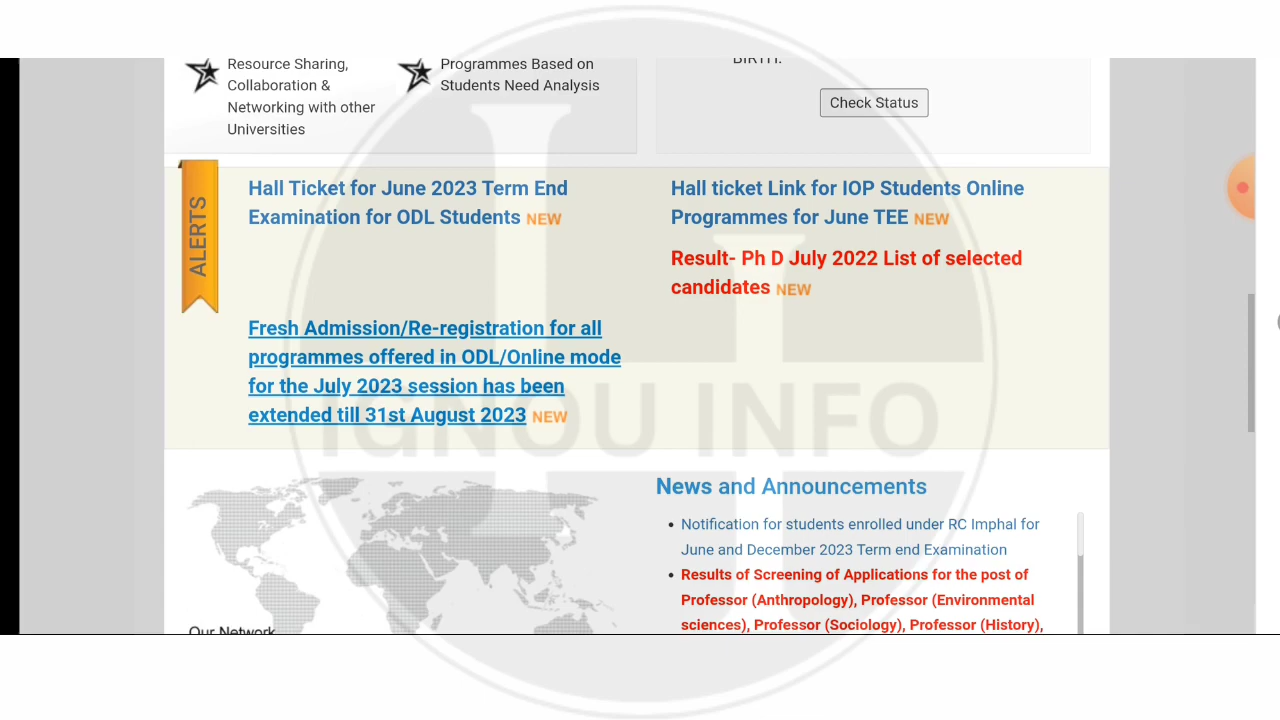 Resource Sharing,
Collaboration &
Networking with other
Universities
Programmes Based on
Students Need Analysis
BIRTH:
Check Status
ALERTS
Hall Ticket for June 2023 Term End
Examination for ODL Students NEW
Hall ticket Link for IOP Students Online
Programmes for June TEE NEW
Result- Ph D July 2022 List of selected
candidates NEW
Fresh Admission/Re-registration for all
programmes offered in ODL/Online mode
for the July 2023 session has been
extended till 31st August 2023 NEW
IGNOU INFO
News and Announcements
Notification for students enrolled under RC Imphal for
June and December 2023 Term end Examination
Results of Screening of Applications for the post of
Professor (Anthropology), Professor (Environmental
sciences), Professor (Sociology), Professor (History),
Our Network